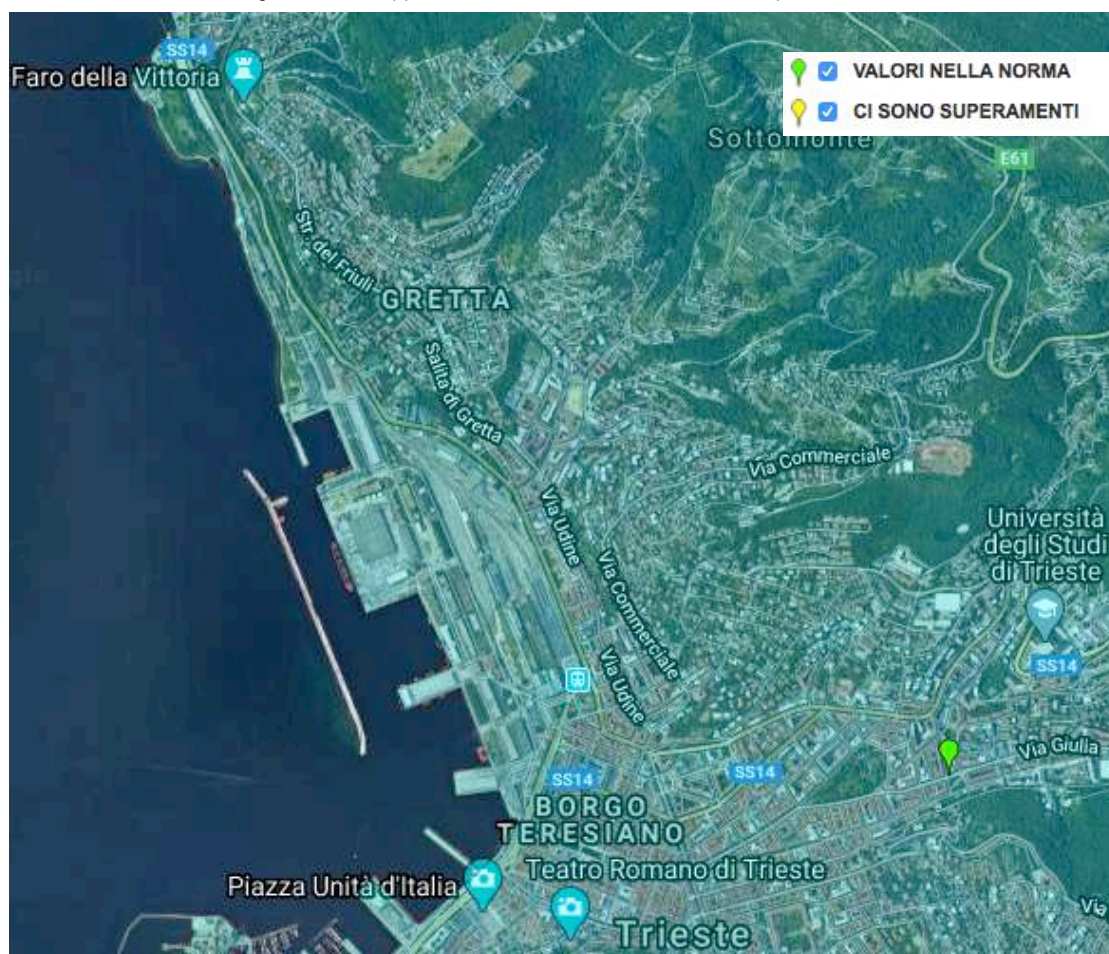 SS14
Faro della Vittoria
VALORI NELLA NORMA
CI SONO SUPERAMENTI
Sottomonte
E61
Str. del Friuli
GRETTA
Salita di Gretta
Via Commerciale
Via Udine
Università
degli Studi
di Trieste
Via Commerciale
SS14
Via Udine
Via Giulia
SS14
SS14
BORGO
TERESIANO
Teatro Romano di Trieste
Piazza Unità d'Italia
Via
Trieste